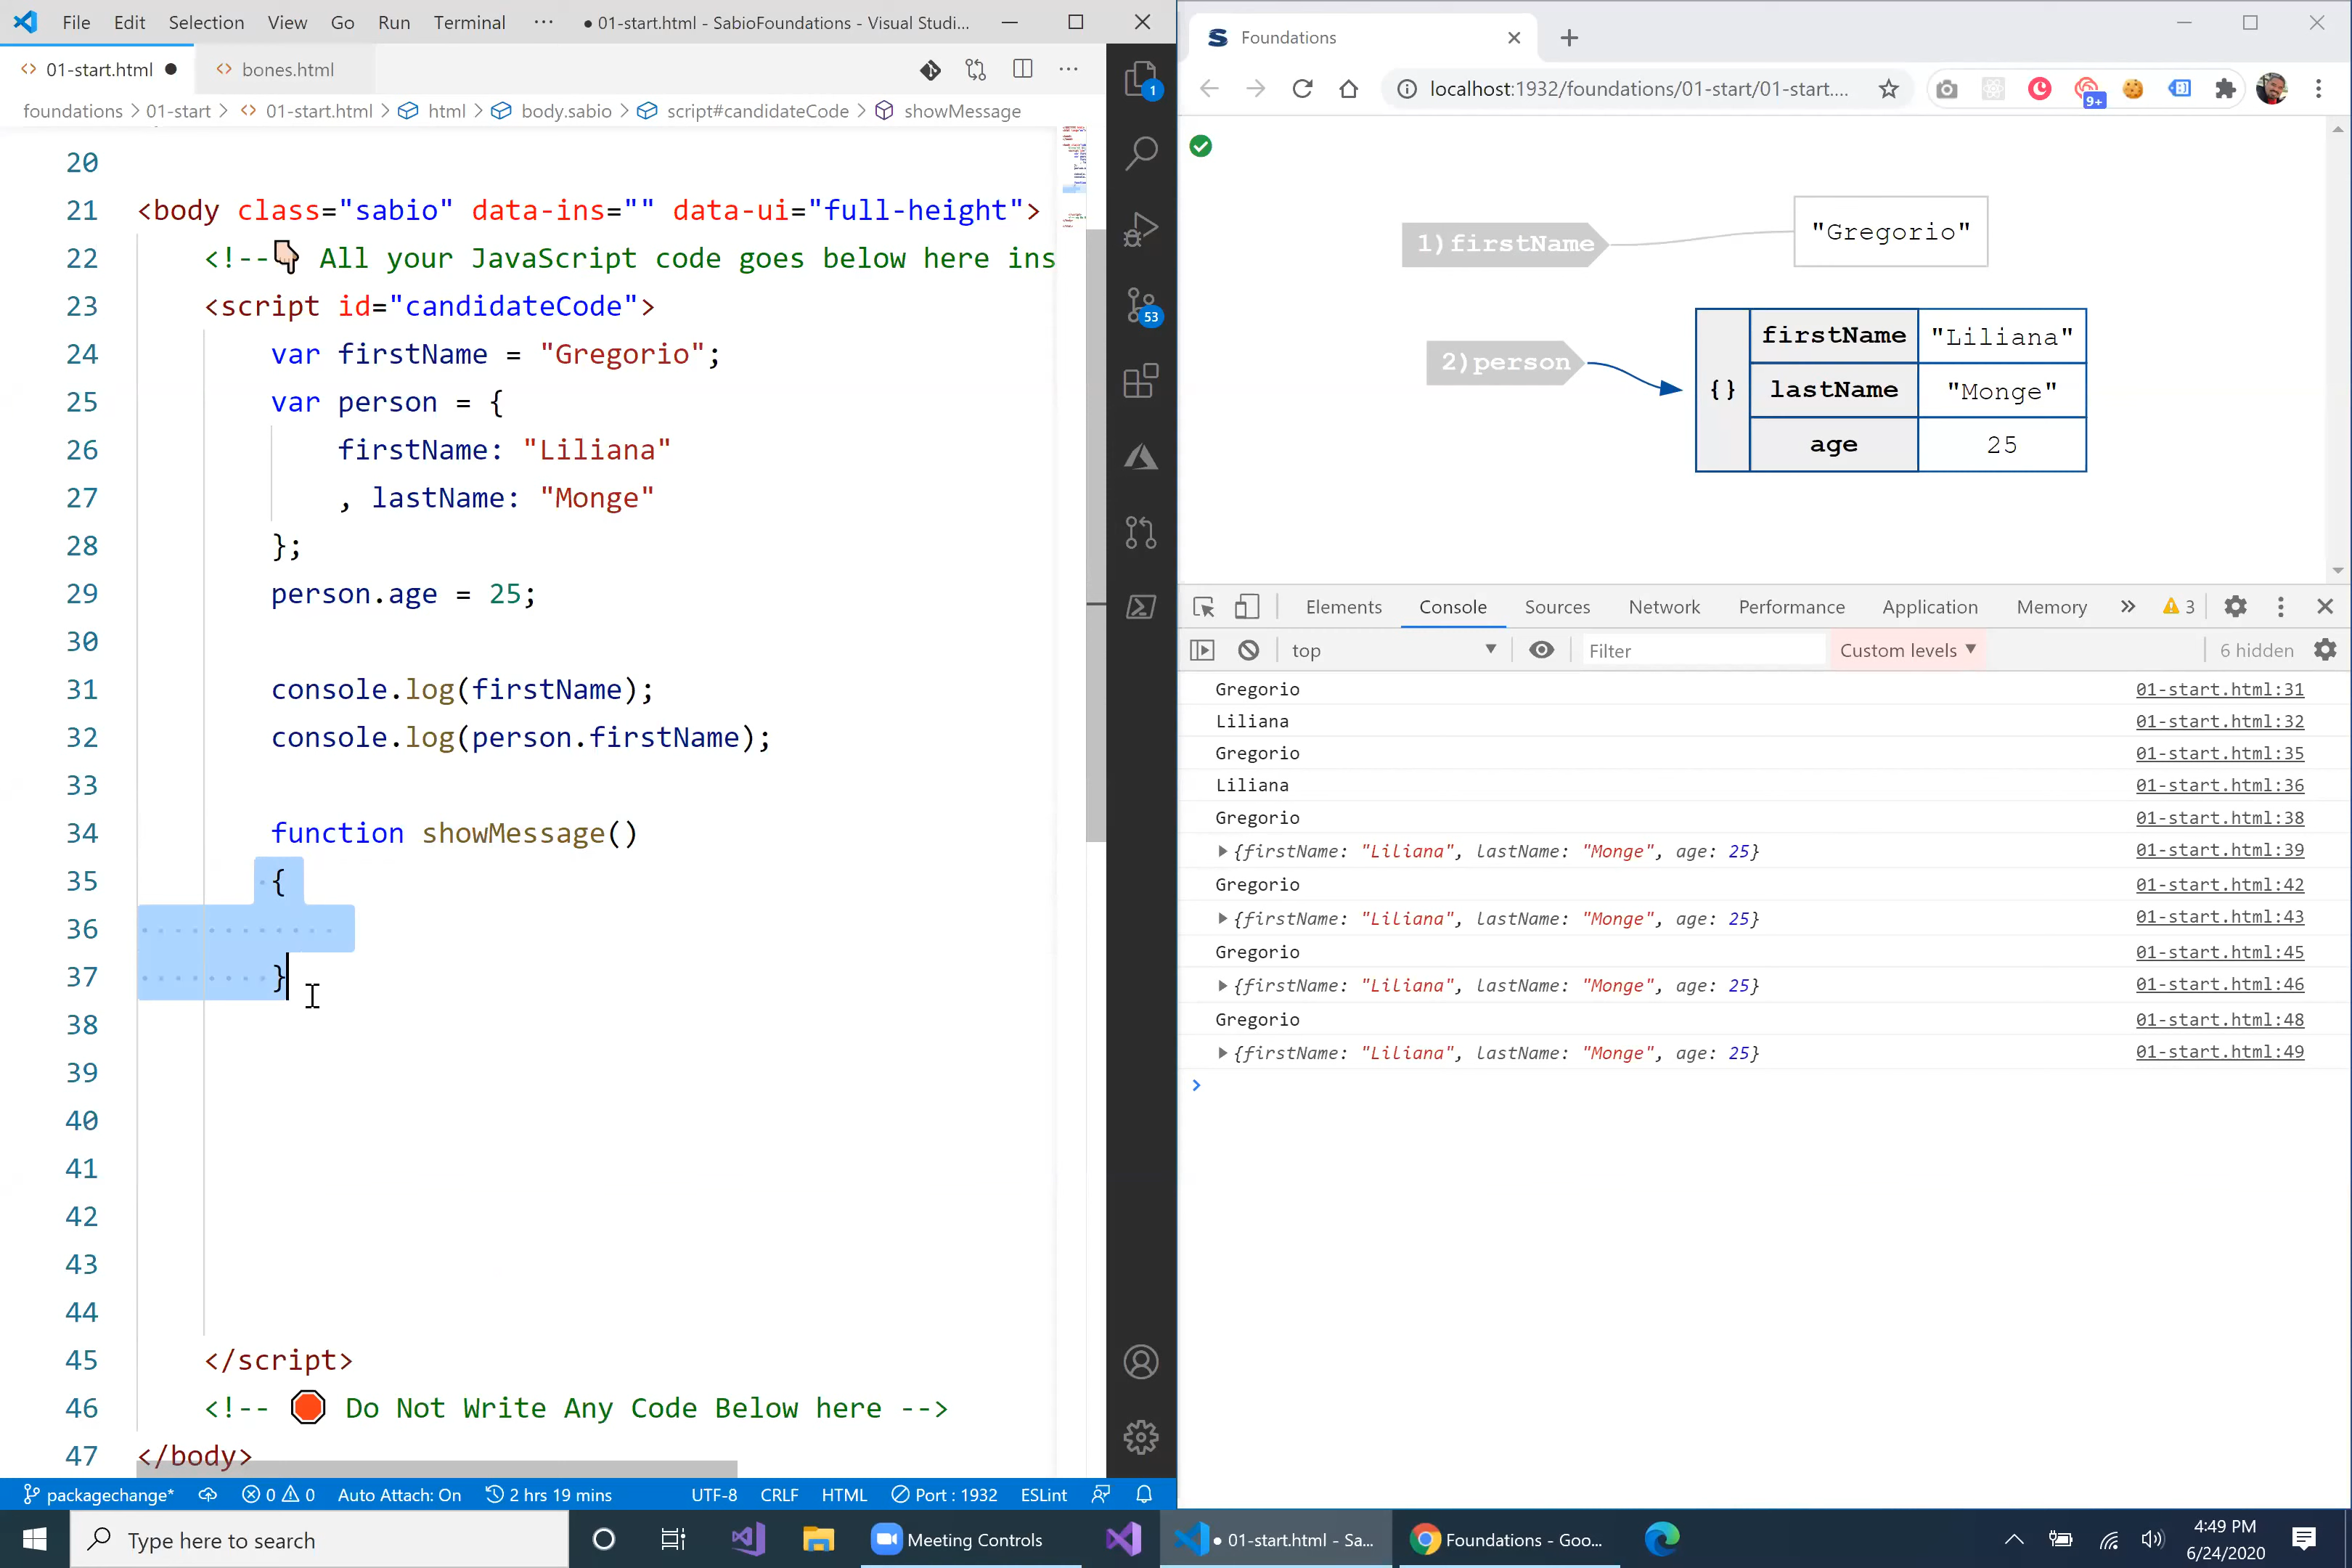 File Edit Selection View Go Run Terminal ··· ● 01-start.html - SabioFoundations - Visual Studi...
01-start.html ● bones.html
foundations > 01-start > 01-start.html > html > body.sabio > script#candidateCode > showMessage
20
21 <body class="sabio" data-ins="" data-ui="full-height">
22 <!--👇🏻 All your JavaScript code goes below here ins
23 <script id="candidateCode">
24 var firstName = "Gregorio";
25 var person = {
26 firstName: "Liliana"
27 , lastName: "Monge"
28 };
29 person.age = 25;
30
31 console.log(firstName);
32 console.log(person.firstName);
33
34 function showMessage()
35 {
36
37 }
38
39
40
41
42
43
44
45 </script>
46 <!-- 🛑 Do Not Write Any Code Below here -->
47 </body>
1
53
packagechange* 0 0 Auto Attach: On 2 hrs 19 mins UTF-8 CRLF HTML Port : 1932 ESLint
Foundations
localhost:1932/foundations/01-start/01-start.... 9+
1)firstName "Gregorio"
2)person {} firstName "Liliana"
lastName "Monge"
age 25
Elements Console Sources Network Performance Application Memory » 3
top Filter Custom levels 6 hidden
Gregorio 01-start.html:31
Liliana 01-start.html:32
Gregorio 01-start.html:35
Liliana 01-start.html:36
Gregorio 01-start.html:38
{firstName: "Liliana", lastName: "Monge", age: 25} 01-start.html:39
Gregorio 01-start.html:42
{firstName: "Liliana", lastName: "Monge", age: 25} 01-start.html:43
Gregorio 01-start.html:45
{firstName: "Liliana", lastName: "Monge", age: 25} 01-start.html:46
Gregorio 01-start.html:48
{firstName: "Liliana", lastName: "Monge", age: 25} 01-start.html:49
>
Type here to search Meeting Controls ● 01-start.html - Sa... Foundations - Goo... 4:49 PM
6/24/2020